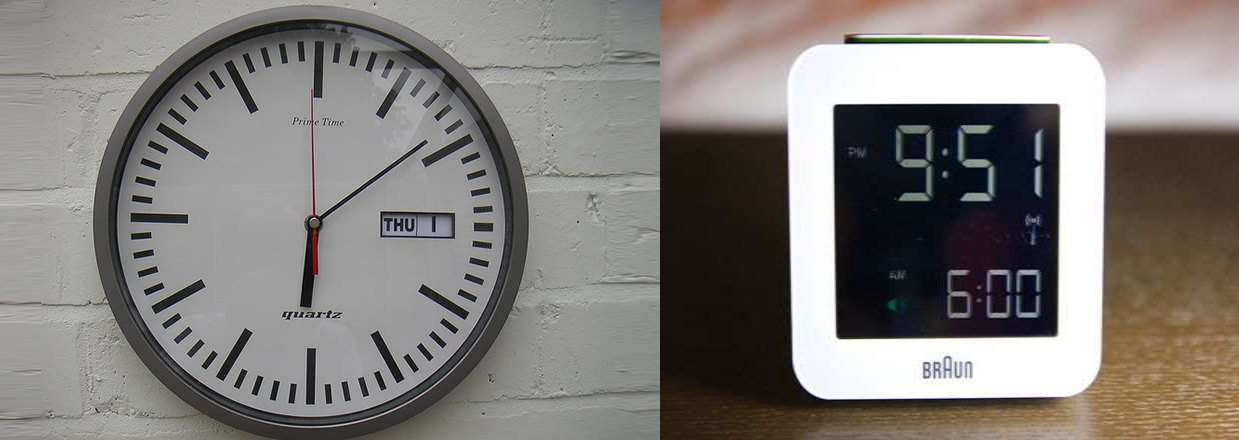 Prime Time
THU 1
quartz
PM 9:51
AM 6:00
BRAUN